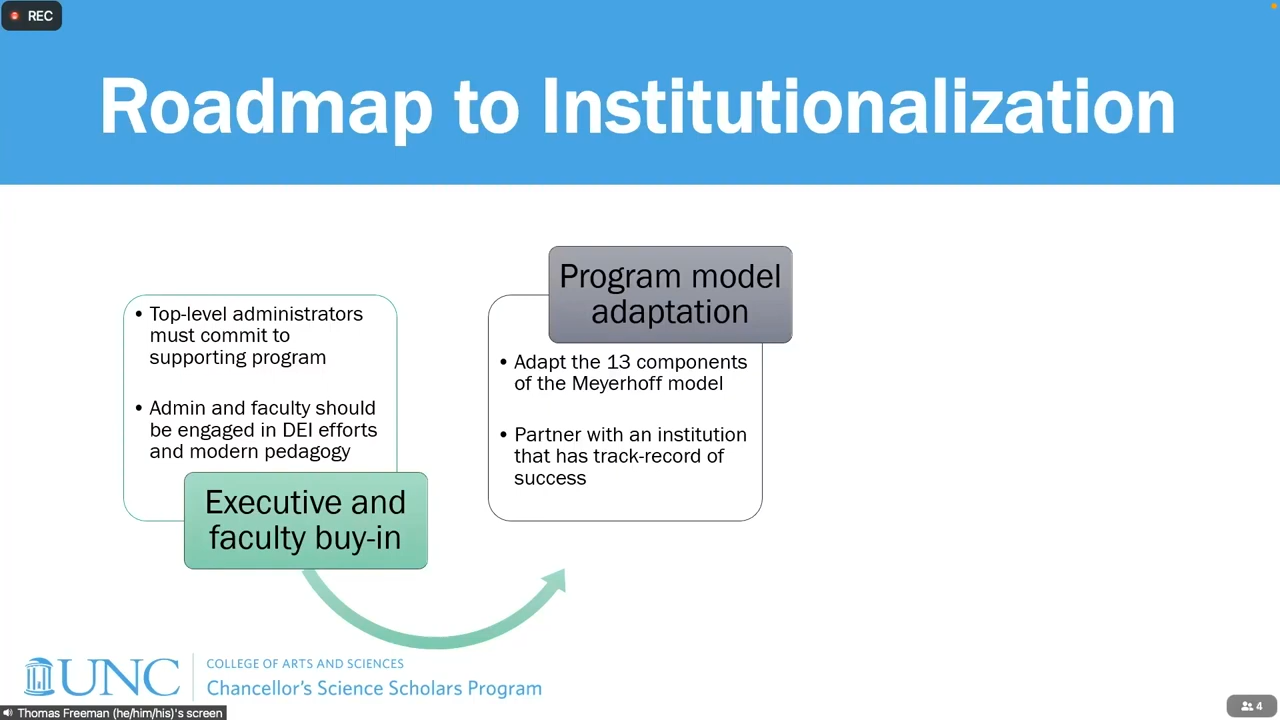 REC
Roadmap to Institutionalization
• Top-level administrators
must commit to
supporting program
• Admin and faculty should
be engaged in DEI efforts
and modern pedagogy
Executive and
faculty buy-in
Program model
adaptation
• Adapt the 13 components
of the Meyerhoff model
• Partner with an institution
that has track-record of
success
UNC
COLLEGE OF ARTS AND SCIENCES
Chancellor's Science Scholars Program
Thomas Freeman (he/him/his)'s screen
4